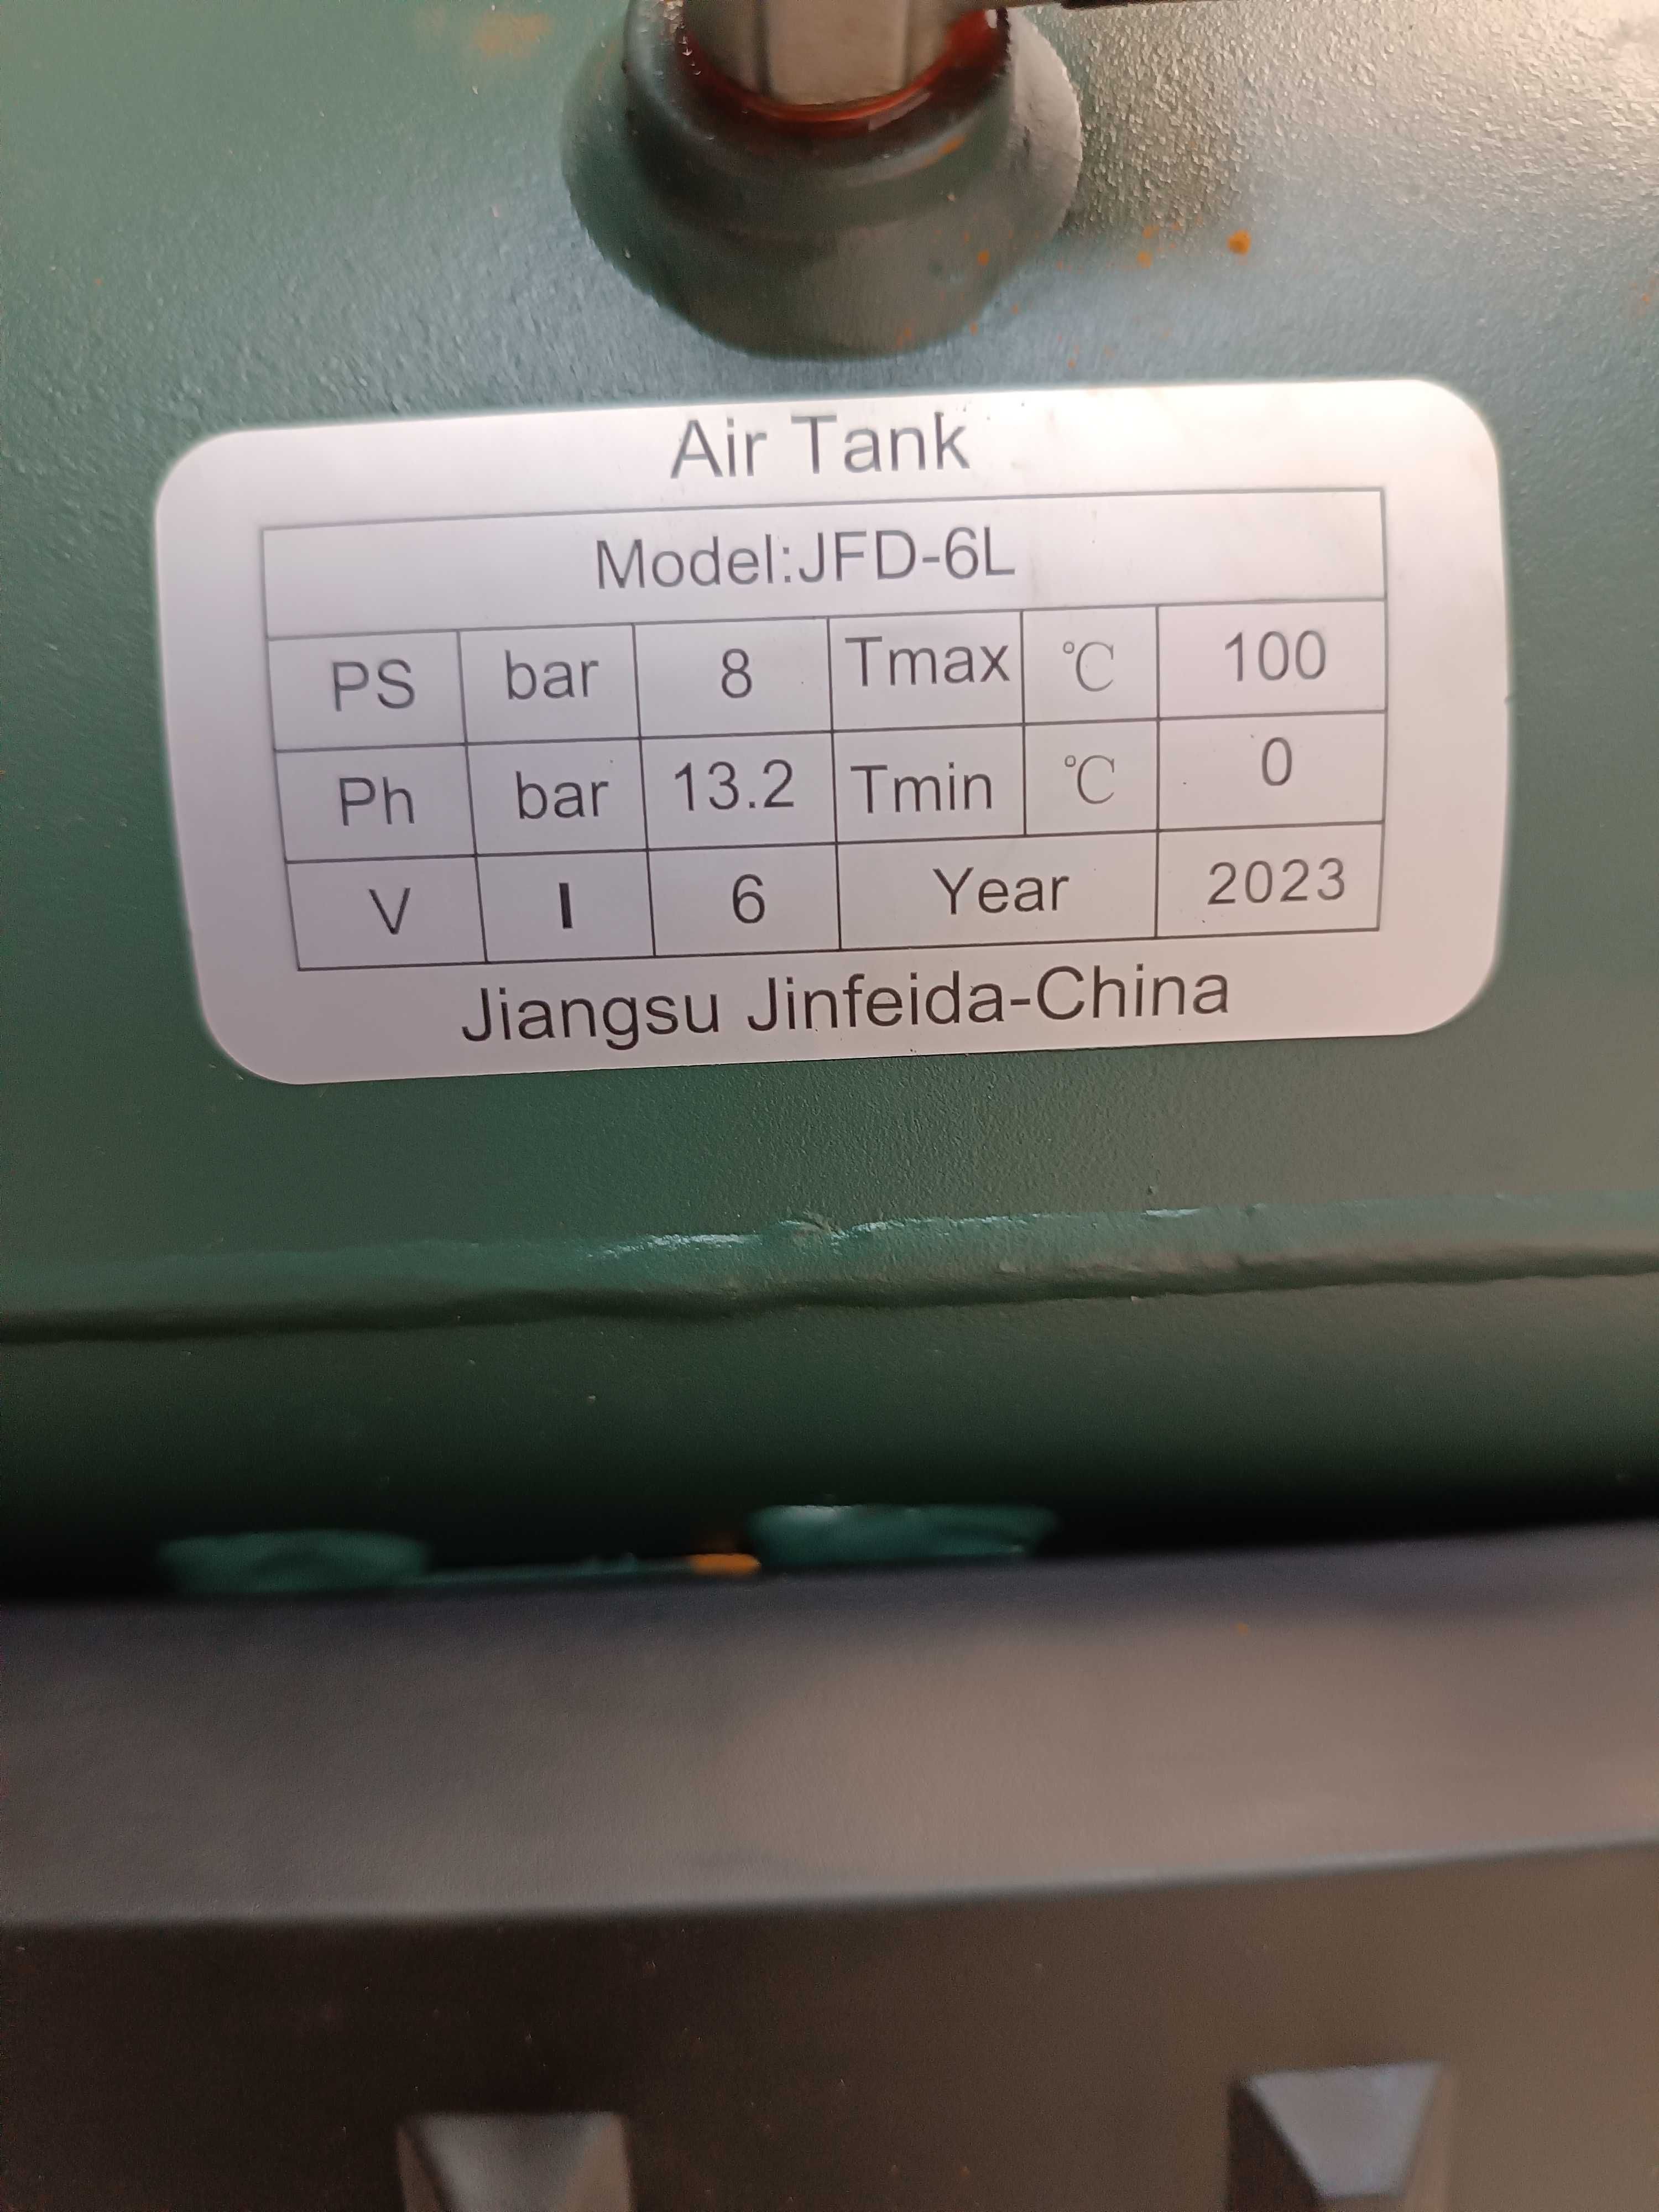 Air Tank
Model:JFD-6L
PS bar 8 Tmax ℃ 100
Ph bar 13.2 Tmin ℃ 0
V l 6 Year 2023
Jiangsu Jinfeida-China